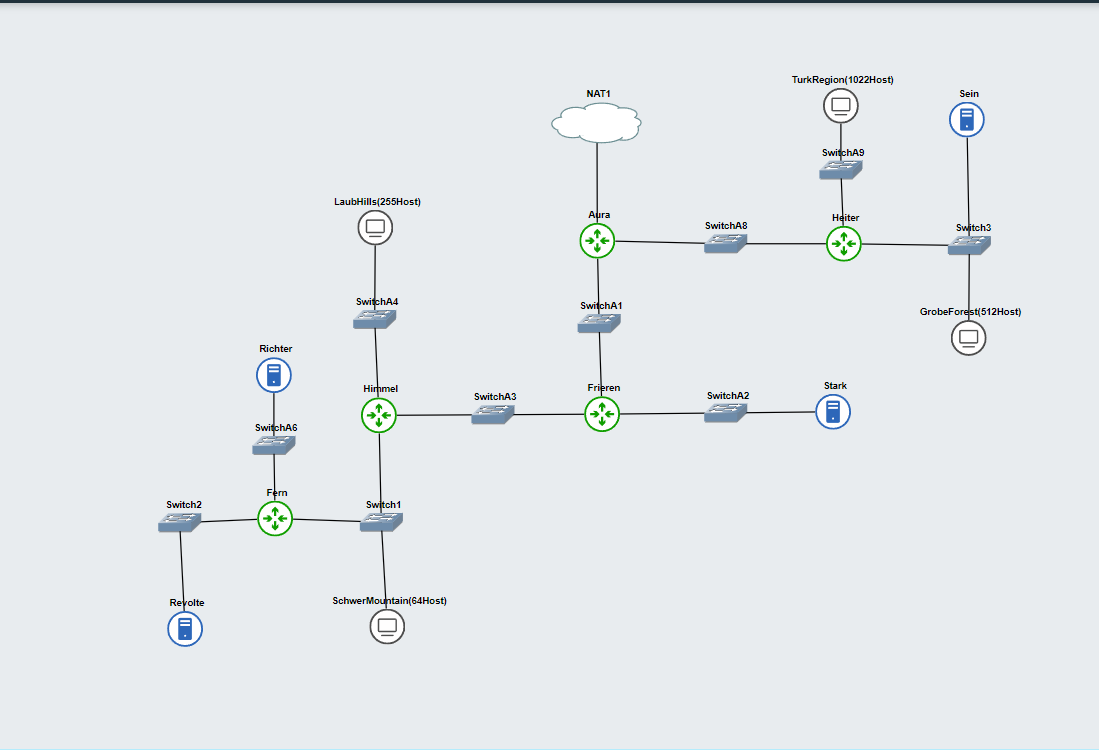 TurkRegion(1022Host)
NAT1
Sein
SwitchA9
LaubHills(255Host)
Aura
SwitchA8
Heiter
Switch3
SwitchA4
SwitchA1
GrobeForest(512Host)
Richter
Himmel
SwitchA3
Frieren
SwitchA2
Stark
SwitchA6
Fern
Switch2
Switch1
Revolte
SchwerMountain(64Host)